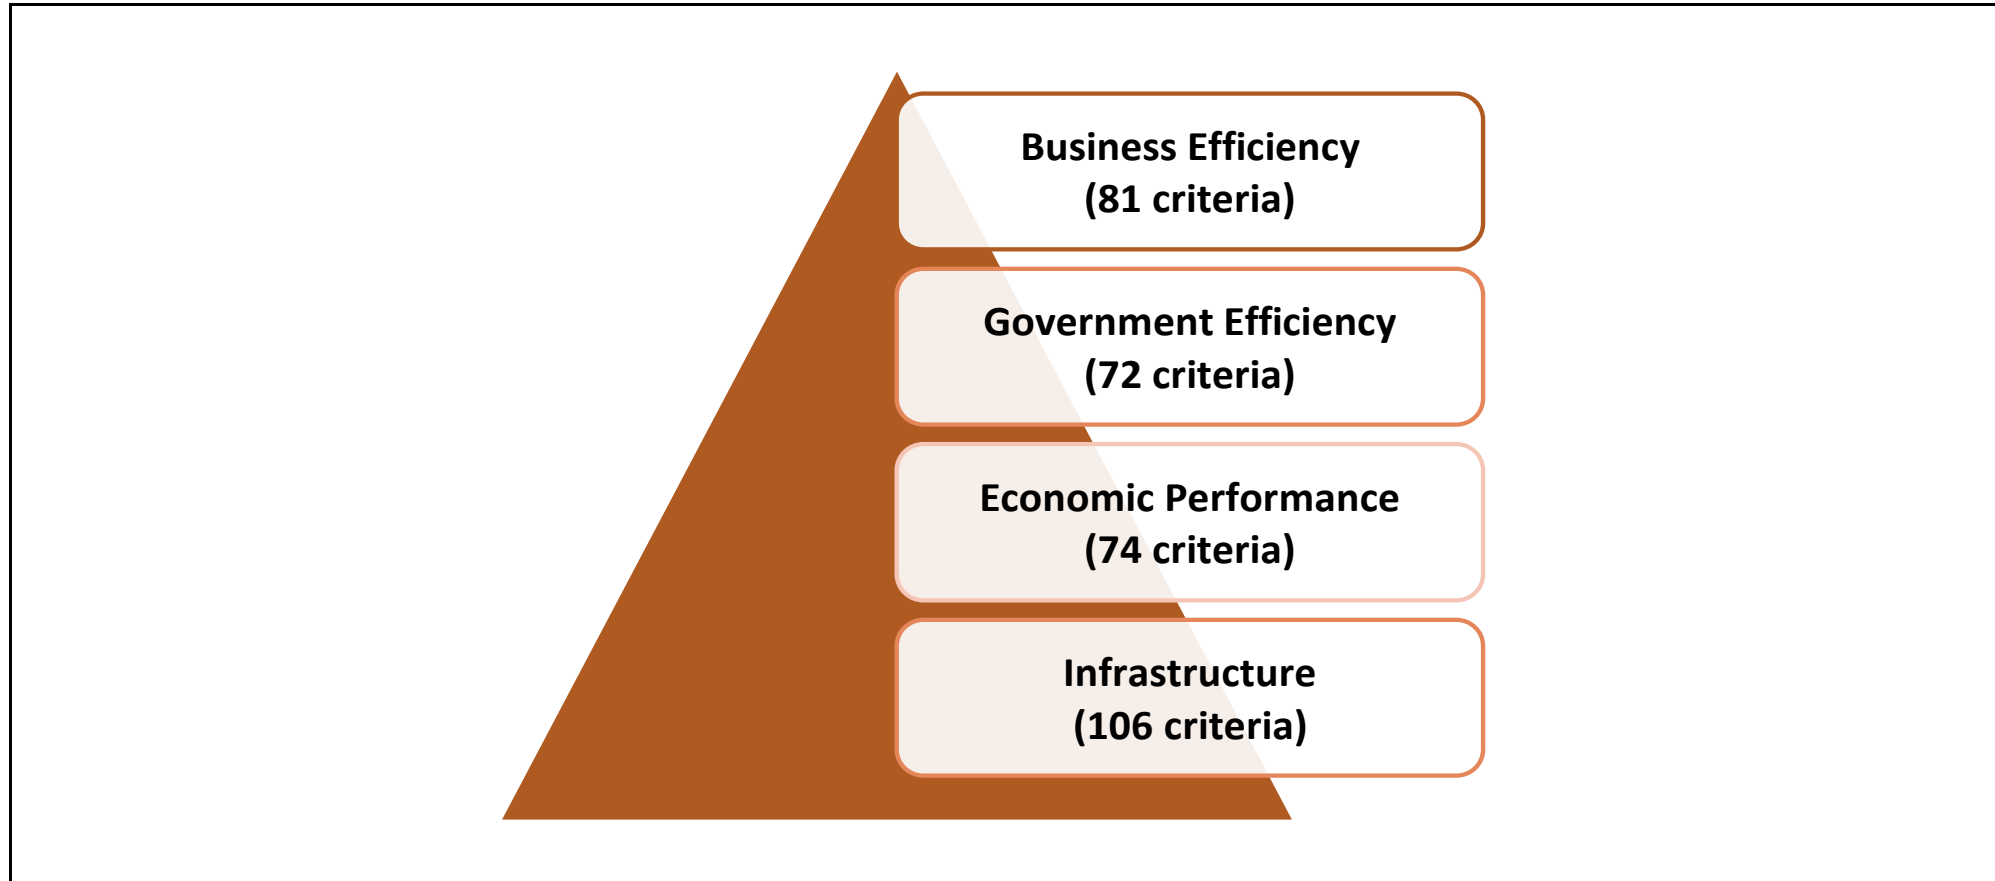 Business Efficiency
(81 criteria)
Government Efficiency
(72 criteria)
Economic Performance
(74 criteria)
Infrastructure
(106 criteria)